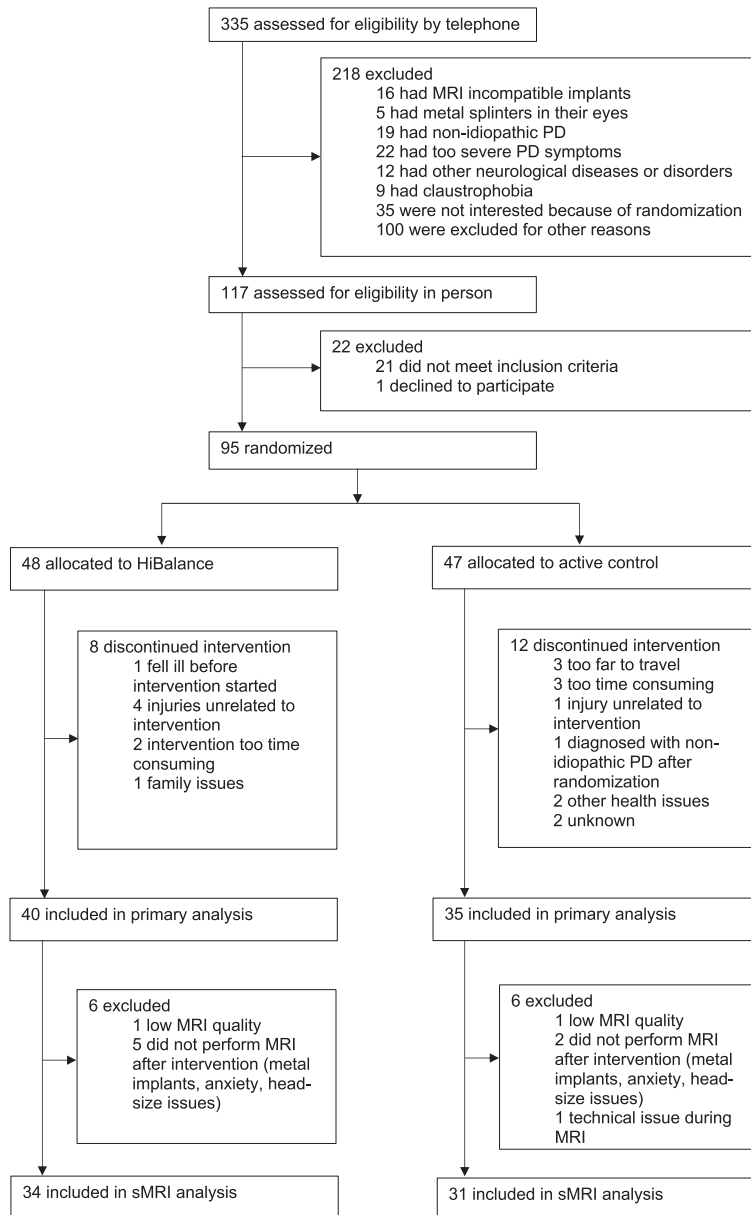 335 assessed for eligibility by telephone
218 excluded
16 had MRI incompatible implants
5 had metal splinters in their eyes
19 had non-idiopathic PD
22 had too severe PD symptoms
12 had other neurological diseases or disorders
9 had claustrophobia
35 were not interested because of randomization
100 were excluded for other reasons
117 assessed for eligibility in person
22 excluded
21 did not meet inclusion criteria
1 declined to participate
95 randomized
48 allocated to HiBalance
47 allocated to active control
8 discontinued intervention
1 fell ill before
intervention started
4 injuries unrelated to
intervention
2 intervention too time
consuming
1 family issues
12 discontinued intervention
3 too far to travel
3 too time consuming
1 injury unrelated to
intervention
1 diagnosed with non-
idiopathic PD after
randomization
2 other health issues
2 unknown
40 included in primary analysis
35 included in primary analysis
6 excluded
1 low MRI quality
5 did not perform MRI
after intervention (metal
implants, anxiety, head-
size issues)
6 excluded
1 low MRI quality
2 did not perform MRI
after intervention (metal
implants, anxiety, head-
size issues)
1 technical issue during
MRI
34 included in sMRI analysis
31 included in sMRI analysis